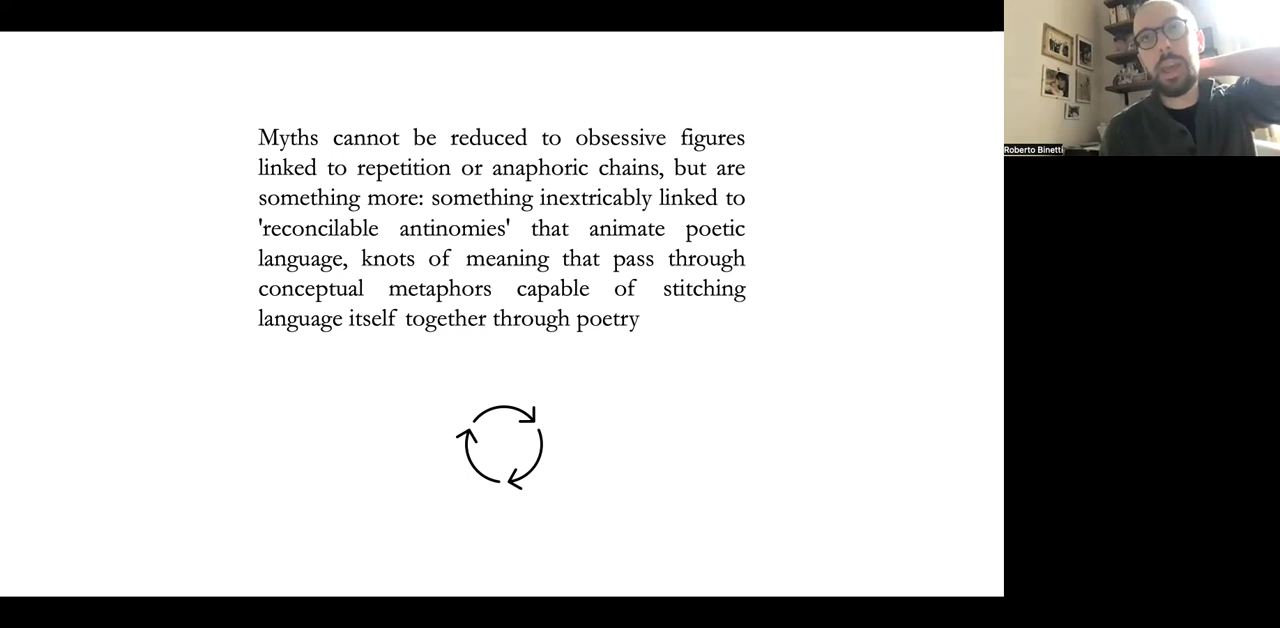 Myths cannot be reduced to obsessive figures
linked to repetition or anaphoric chains, but are
something more: something inextricably linked to
'reconcilable antinomies' that animate poetic
language, knots of meaning that pass through
conceptual metaphors capable of stitching
language itself together through poetry
Roberto Binetti